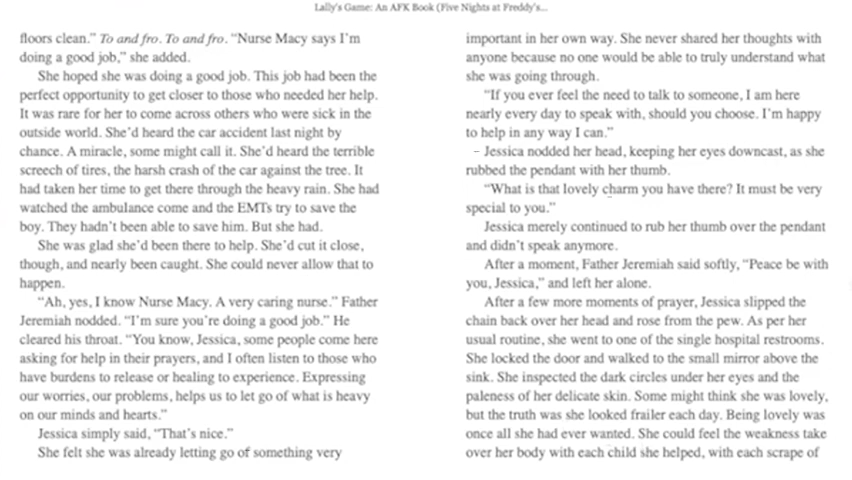 Lally's Game: An AFK Book (Five Nights at Freddy's...
floors clean." To and fro. To and fro. "Nurse Macy says I'm
doing a good job," she added.
She hoped she was doing a good job. This job had been the
perfect opportunity to get closer to those who needed her help.
It was rare for her to come across others who were sick in the
outside world. She'd heard the car accident last night by
chance. A miracle, some might call it. She'd heard the terrible
screech of tires, the harsh crash of the car against the tree. It
had taken her time to get there through the heavy rain. She had
watched the ambulance come and the EMTs try to save the
boy. They hadn't been able to save him. But she had.
She was glad she'd been there to help. She'd cut it close,
though, and nearly been caught. She could never allow that to
happen.
"Ah, yes, I know Nurse Macy. A very caring nurse." Father
Jeremiah nodded. "I'm sure you're doing a good job." He
cleared his throat. "You know, Jessica, some people come here
asking for help in their prayers, and I often listen to those who
have burdens to release or healing to experience. Expressing
our worries, our problems, helps us to let go of what is heavy
on our minds and hearts."
Jessica simply said, "That's nice."
She felt she was already letting go of something very
important in her own way. She never shared her thoughts with
anyone because no one would be able to truly understand what
she was going through.
"If you ever feel the need to talk to someone, I am here
nearly every day to speak with, should you choose. I'm happy
to help in any way I can."
Jessica nodded her head, keeping her eyes downcast, as she
rubbed the pendant with her thumb.
"What is that lovely charm you have there? It must be very
special to you."
Jessica merely continued to rub her thumb over the pendant
and didn't speak anymore.
After a moment, Father Jeremiah said softly, "Peace be with
you, Jessica," and left her alone.
After a few more moments of prayer, Jessica slipped the
chain back over her head and rose from the pew. As per her
usual routine, she went to one of the single hospital restrooms.
She locked the door and walked to the small mirror above the
sink. She inspected the dark circles under her eyes and the
paleness of her delicate skin. Some might think she was lovely,
but the truth was she looked frailer each day. Being lovely was
once all she had ever wanted. She could feel the weakness take
over her body with each child she helped, with each scrape of